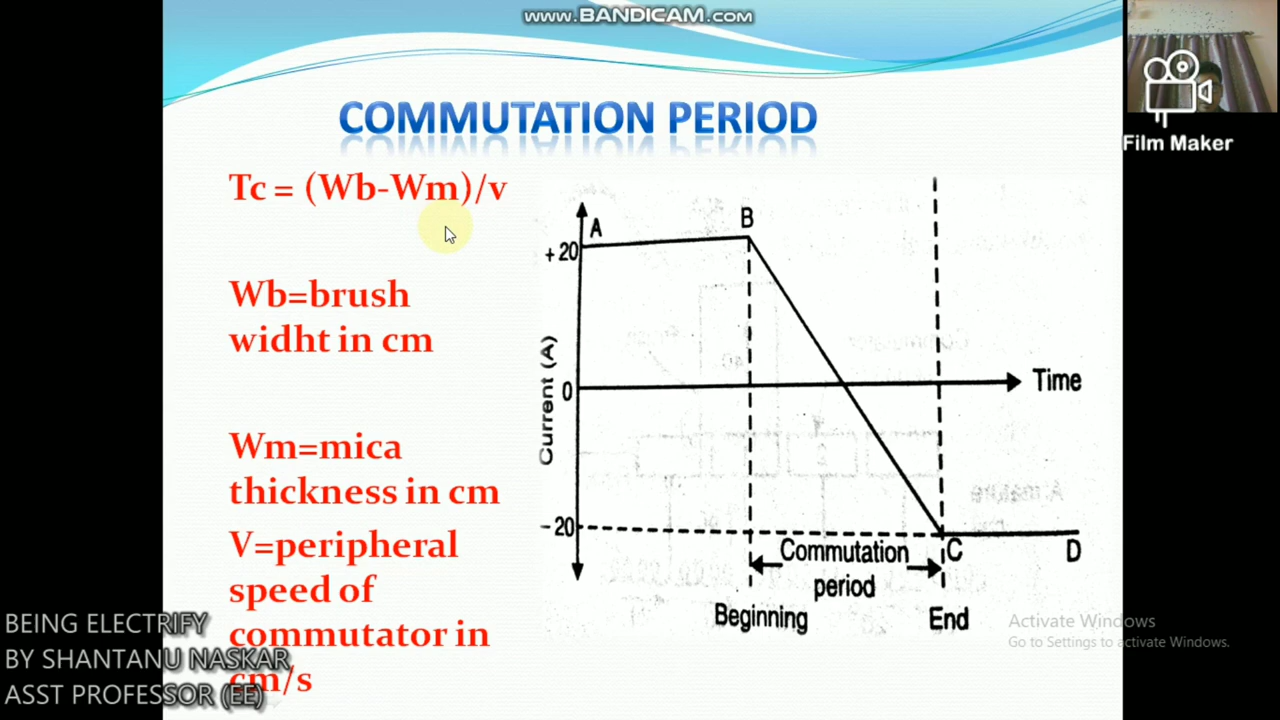 www.BANDICAM.com
COMMUTATION PERIOD
Film Maker
Tc = (Wb-Wm)/v
Wb=brush
widht in cm
Wm=mica
thickness in cm
V=peripheral
speed of
commutator in
cm/s
A
B
+20
Current (A)
0
Time
-20
Commutation
period
C
D
Beginning
End
BEING ELECTRIFY
BY SHANTANU NASKAR
ASST PROFESSOR (EE)
Activate Windows
Go to Settings to activate Windows.